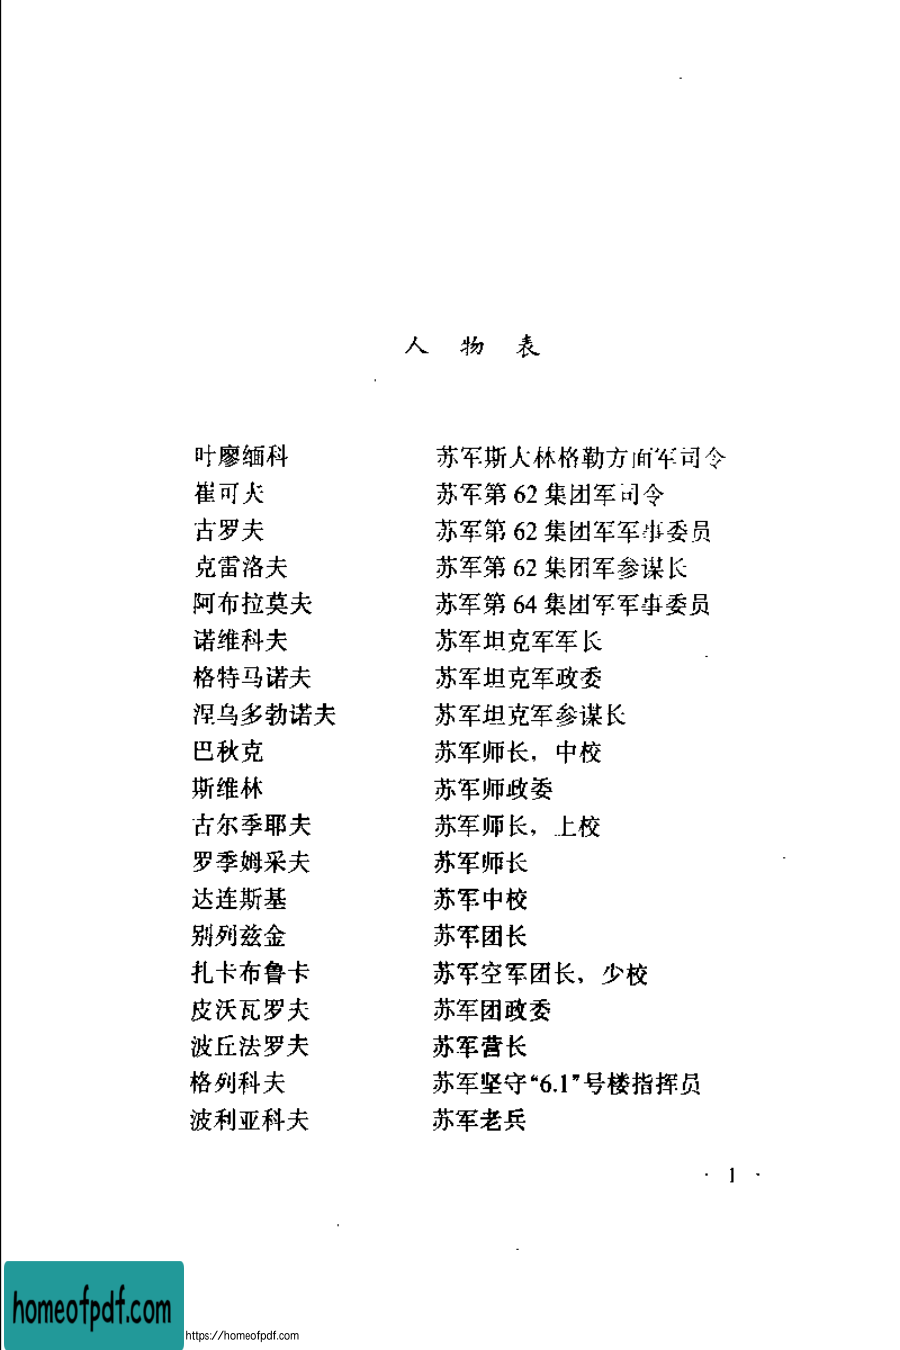 人 物 表
叶廖缅科 苏军斯大林格勒方面军司令
崔可夫 苏军第 62 集团军司令
古罗夫 苏军第 62 集团军军事委员
克雷洛夫 苏军第 62 集团军参谋长
阿布拉莫夫 苏军第 64 集团军军事委员
诺维科夫 苏军坦克军军长
格特马诺夫 苏军坦克军政委
涅乌多勃诺夫 苏军坦克军参谋长
巴秋克 苏军师长，中校
斯维林 苏军师政委
古尔季耶夫 苏军师长，上校
罗季姆采夫 苏军师长
达连斯基 苏军中校
别列兹金 苏军团长
扎卡布鲁卡 苏军空军团长，少校
皮沃瓦罗夫 苏军团政委
波丘法罗夫 苏军营长
格列科夫 苏军坚守“6.1”号楼指挥员
波利亚科夫 苏军老兵
· 1 ·
homeofpdf.com
https://homeofpdf.com